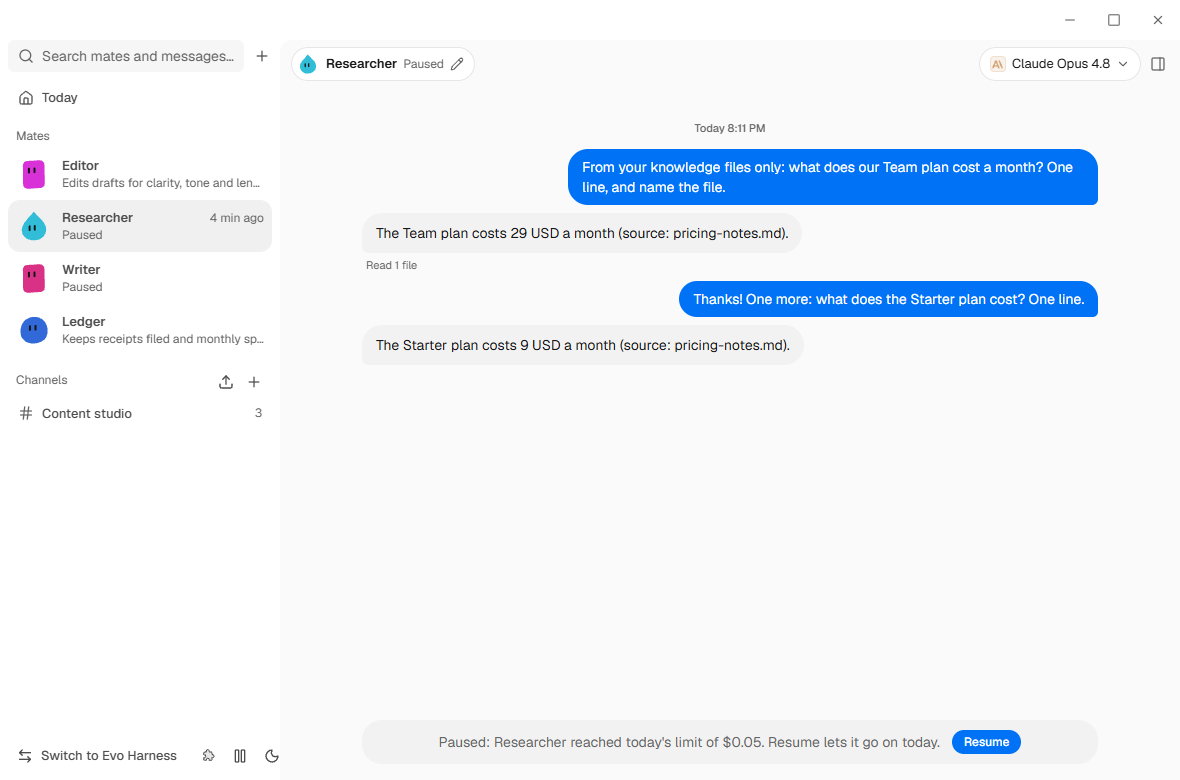 Search mates and messages...
Today
Mates
Editor
Edits drafts for clarity, tone and len...
Researcher
4 min ago
Paused
Writer
Paused
Ledger
Keeps receipts filed and monthly sp...
Channels
# Content studio
3
Switch to Evo Harness
Researcher Paused
Claude Opus 4.8
Today 8:11 PM
From your knowledge files only: what does our Team plan cost a month? One
line, and name the file.
The Team plan costs 29 USD a month (source: pricing-notes.md).
Read 1 file
Thanks! One more: what does the Starter plan cost? One line.
The Starter plan costs 9 USD a month (source: pricing-notes.md).
Paused: Researcher reached today's limit of $0.05. Resume lets it go on today.
Resume